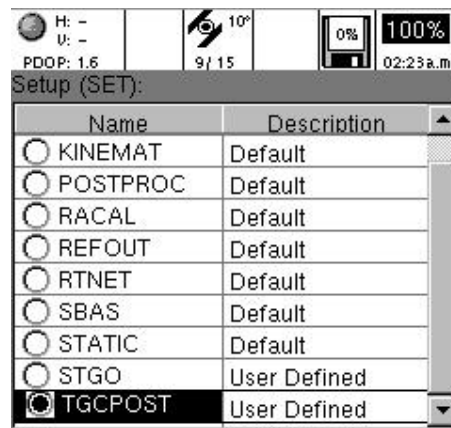 H: -
V: -
PDOP: 1.6
10°
9/ 15
0%
100%
02:23a.m
Setup (SET):
Name Description
KINEMAT Default
POSTPROC Default
RACAL Default
REFOUT Default
RTNET Default
SBAS Default
STATIC Default
STGO User Defined
TGCPOST User Defined